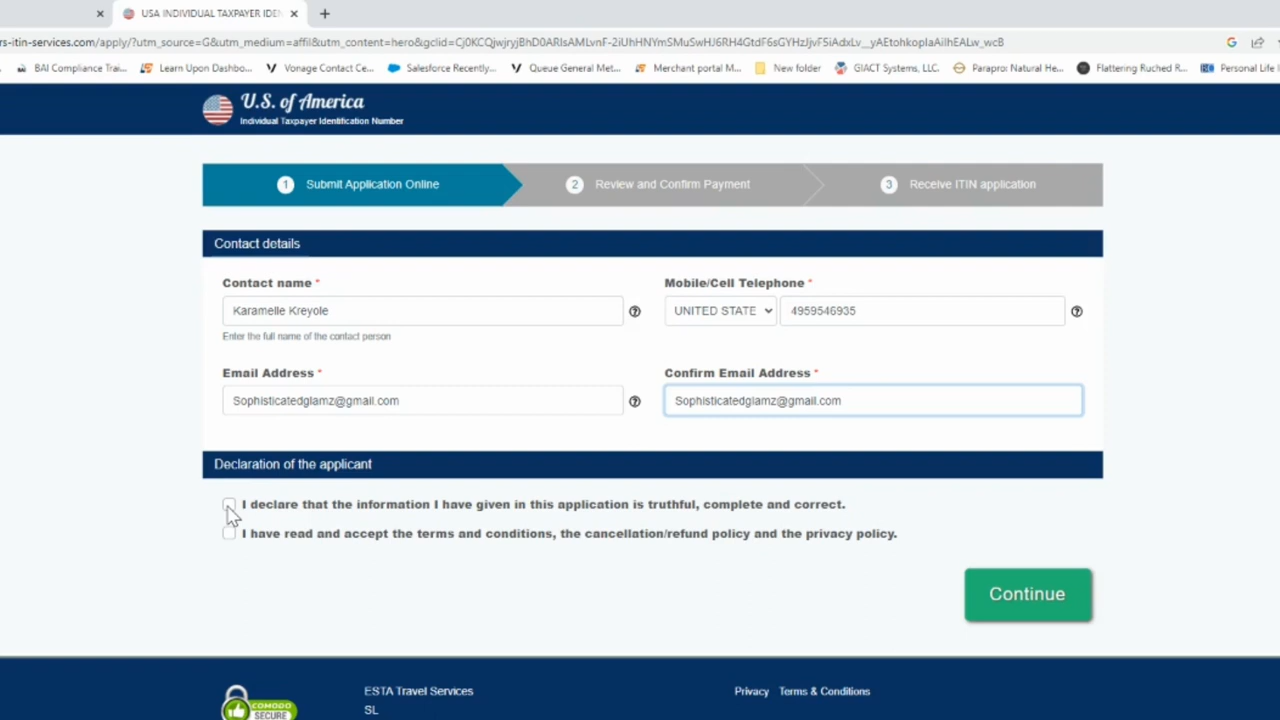 USA INDIVIDUAL TAXPAYER IDEN
rs-itin-services.com/apply/?utm_source=G&utm_medium=affil&utm_content=hero&gclid=
BAI Compliance Trai... Learn Upon Dashbo... Vonage Contact Ce... Salesforce Recently... Queue General Met... Merchant portal M... New folder GIACT Systems, LLC. Parapro: Natural He... Flattering Ruched R... Personal Life I
U.S. of America
Individual Taxpayer Identification Number
1 Submit Application Online 2 Review and Confirm Payment 3 Receive ITIN application
Contact details
Contact name * Mobile/Cell Telephone *
Karamelle Kreyole UNITED STATE 4959546935
Enter the full name of the contact person
Email Address * Confirm Email Address *
Sophisticatedglamz@gmail.com Sophisticatedglamz@gmail.com
Declaration of the applicant
I declare that the information I have given in this application is truthful, complete and correct.
I have read and accept the terms and conditions, the cancellation/refund policy and the privacy policy.
Continue
ESTA Travel Services Privacy Terms & Conditions
SL
COMODO
SECURE